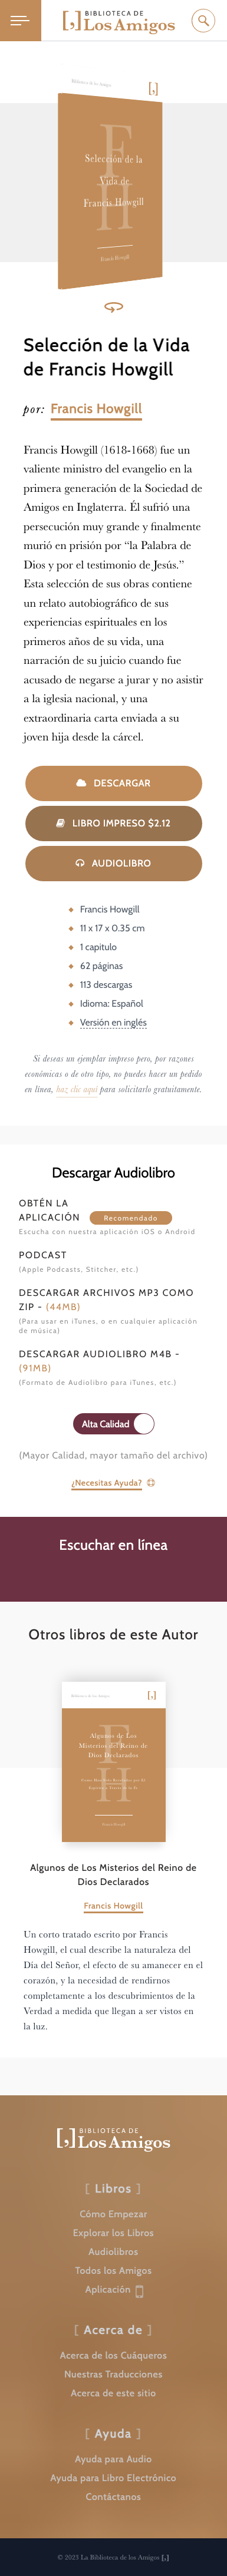 BIBLIOTECA DE
[,] Los Amigos
Biblioteca de los Amigos
[,]
F
Selección de la
Vida de
Francis Howgill
H
Francis Howgill
Selección de la Vida
de Francis Howgill
por: Francis Howgill
Francis Howgill (1618-1668) fue un
valiente ministro del evangelio en la
primera generación de la Sociedad de
Amigos en Inglaterra. Él sufrió una
persecución muy grande y finalmente
murió en prisión por “la Palabra de
Dios y por el testimonio de Jesús.”
Esta selección de sus obras contiene
un relato autobiográfico de sus
experiencias espirituales en los
primeros años de su vida, una
narración de su juicio cuando fue
acusado de negarse a jurar y no asistir
a la iglesia nacional, y una
extraordinaria carta enviada a su
joven hija desde la cárcel.
DESCARGAR
LIBRO IMPRESO $2.12
AUDIOLIBRO
Francis Howgill
11 x 17 x 0.35 cm
1 capitulo
62 páginas
113 descargas
Idioma: Español
Versión en inglés
Si deseas un ejemplar impreso pero, por razones
económicas o de otro tipo, no puedes hacer un pedido
en línea, haz clic aquí para solicitarlo gratuitamente.
Descargar Audiolibro
OBTÉN LA
APLICACIÓN Recomendado
Escucha con nuestra aplicación iOS o Android
PODCAST
(Apple Podcasts, Stitcher, etc.)
DESCARGAR ARCHIVOS MP3 COMO
ZIP - (44MB)
(Para usar en iTunes, o en cualquier aplicación
de música)
DESCARGAR AUDIOLIBRO M4B -
(91MB)
(Formato de Audiolibro para iTunes, etc.)
Alta Calidad
(Mayor Calidad, mayor tamaño del archivo)
¿Necesitas Ayuda?
Escuchar en línea
Otros libros de este Autor
Biblioteca de los Amigos
[,]
F
Algunos de Los
Misterios del Reino de
Dios Declarados
H
Francis Howgill
Algunos de Los Misterios del Reino de
Dios Declarados
Francis Howgill
Un corto tratado escrito por Francis
Howgill, el cual describe la naturaleza del
Día del Señor, el efecto de su amanecer en el
corazón, y la necesidad de rendirnos
completamente a los descubrimientos de la
Verdad a medida que llegan a ser vistos en
la luz.
BIBLIOTECA DE
[,] Los Amigos
[ Libros ]
Cómo Empezar
Explorar los Libros
Audiolibros
Todos los Amigos
Aplicación
[ Acerca de ]
Acerca de los Cuáqueros
Nuestras Traducciones
Acerca de este sitio
[ Ayuda ]
Ayuda para Audio
Ayuda para Libro Electrónico
Contáctanos
© 2023 La Biblioteca de los Amigos [,]